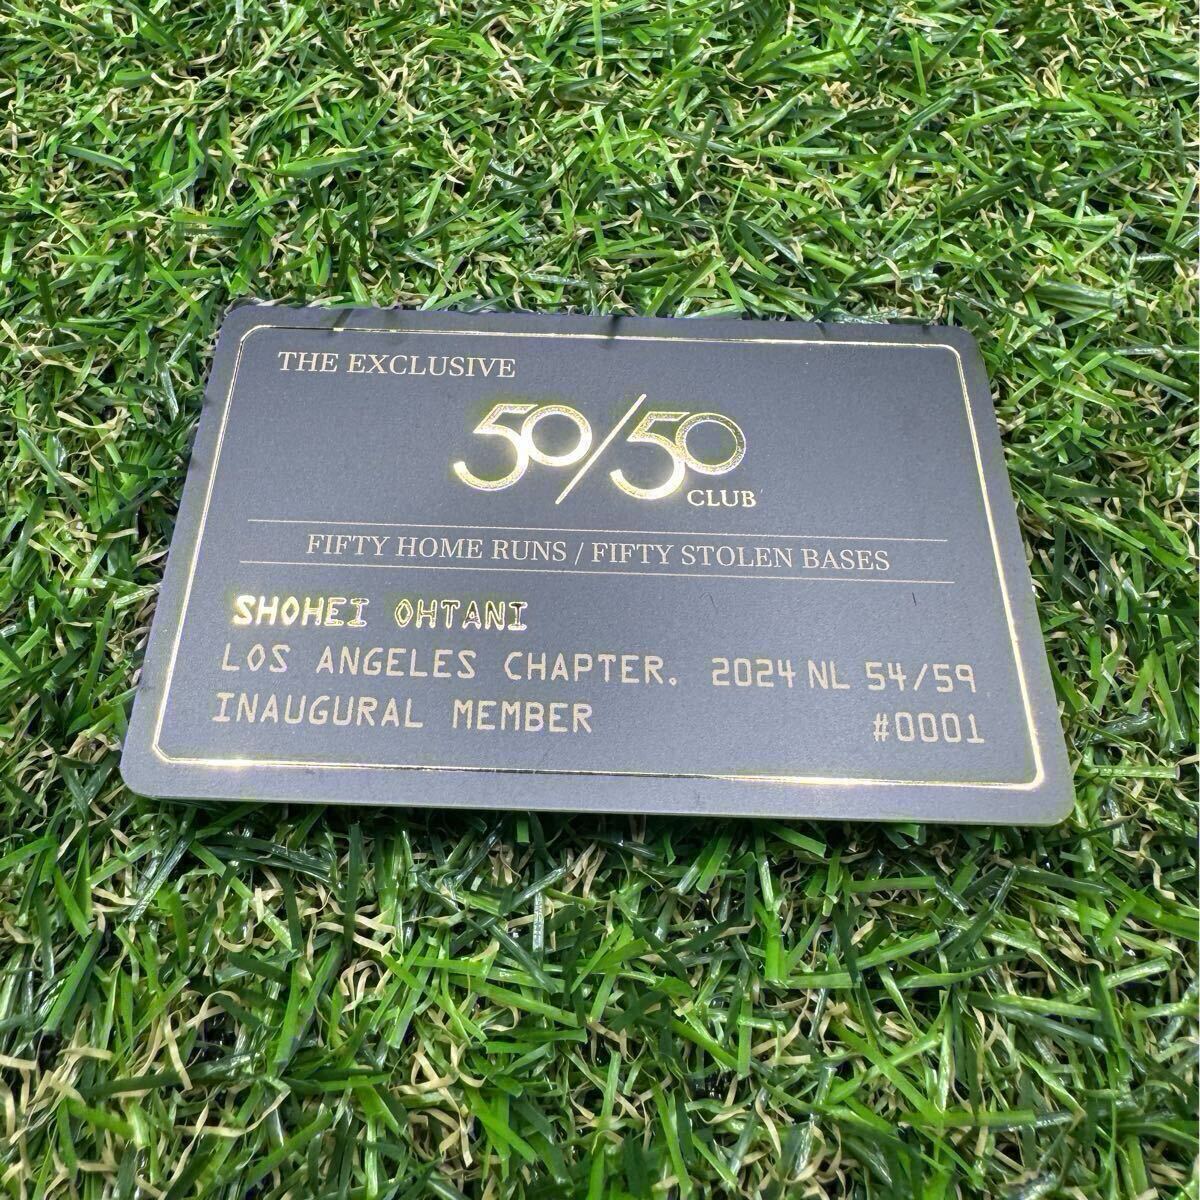 THE EXCLUSIVE
50/50
CLUB
FIFTY HOME RUNS / FIFTY STOLEN BASES
SHOHEI OHTANI
LOS ANGELES CHAPTER. 2024 NL 54/59
INAUGURAL MEMBER #0001